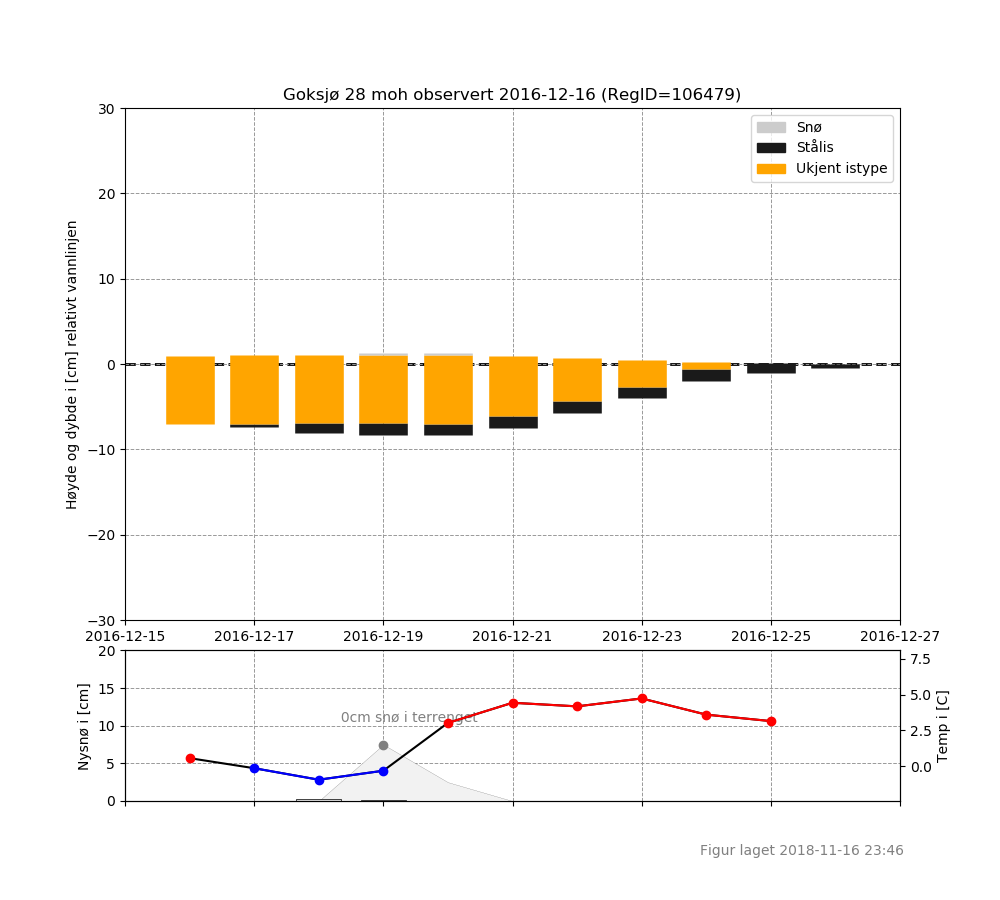 Goksjø 28 moh observert 2016-12-16 (RegID=106479)
Høyde og dybde i [cm] relativt vannlinjen
30
20
10
0
−10
−20
−30
Snø
Stålis
Ukjent istype
2016-12-15
2016-12-17
2016-12-19
2016-12-21
2016-12-23
2016-12-25
2016-12-27
Nysnø i [cm]
20
15
10
5
0
0cm snø i terrenget
7.5
5.0
2.5
0.0
Temp i [C]
Figur laget 2018-11-16 23:46